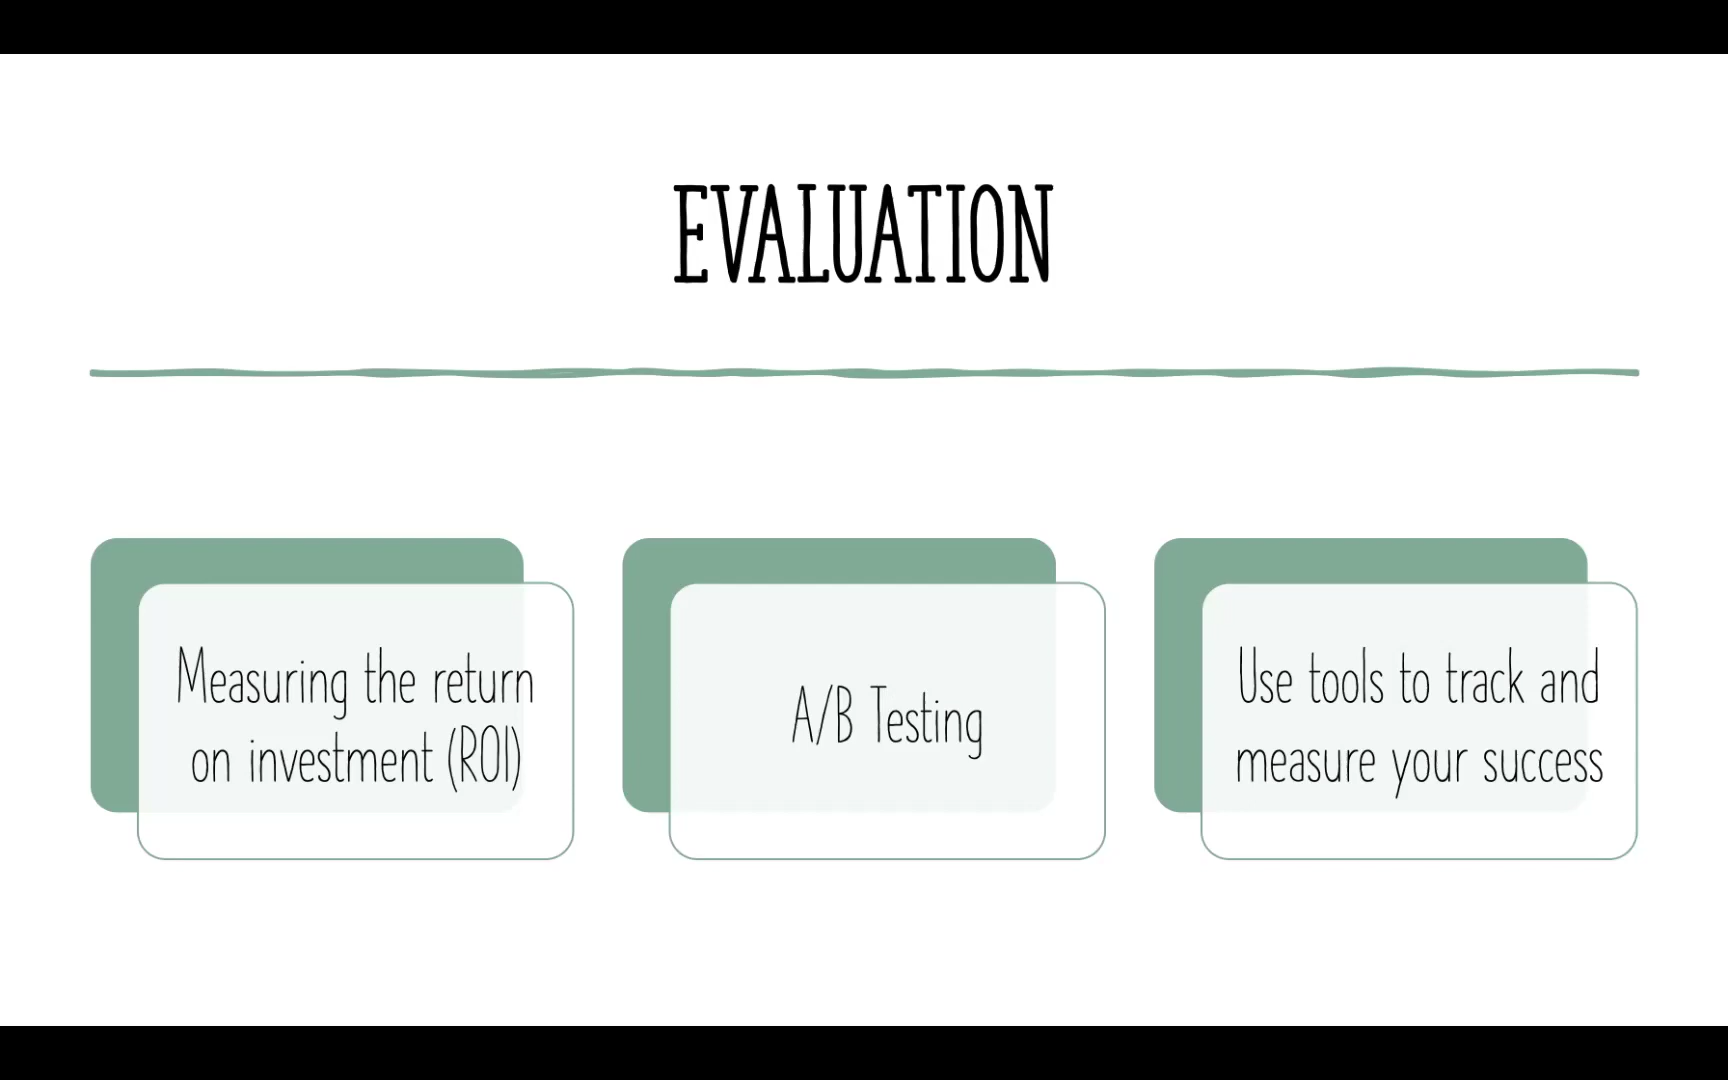 EVALUATION
Measuring the return
on investment (ROI)
A/B Testing
Use tools to track and
measure your success